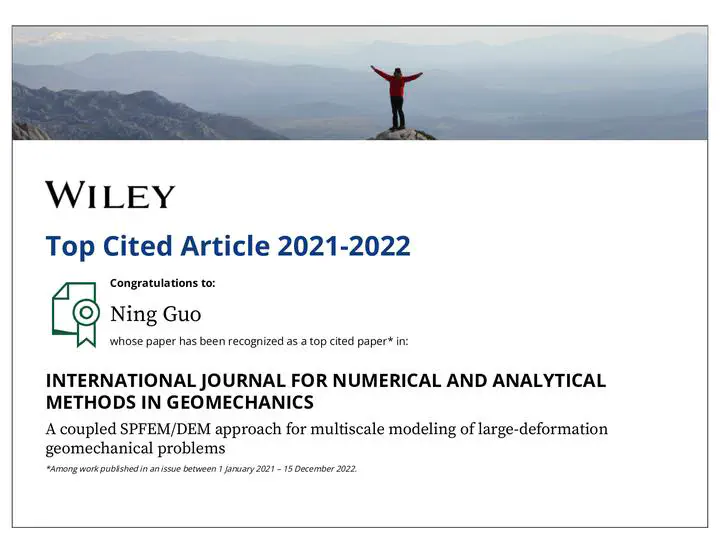 WILEY
Top Cited Article 2021-2022
Congratulations to:
Ning Guo
whose paper has been recognized as a top cited paper* in:
INTERNATIONAL JOURNAL FOR NUMERICAL AND ANALYTICAL
METHODS IN GEOMECHANICS
A coupled SPFEM/DEM approach for multiscale modeling of large-deformation
geomechanical problems
*Among work published in an issue between 1 January 2021 – 15 December 2022.